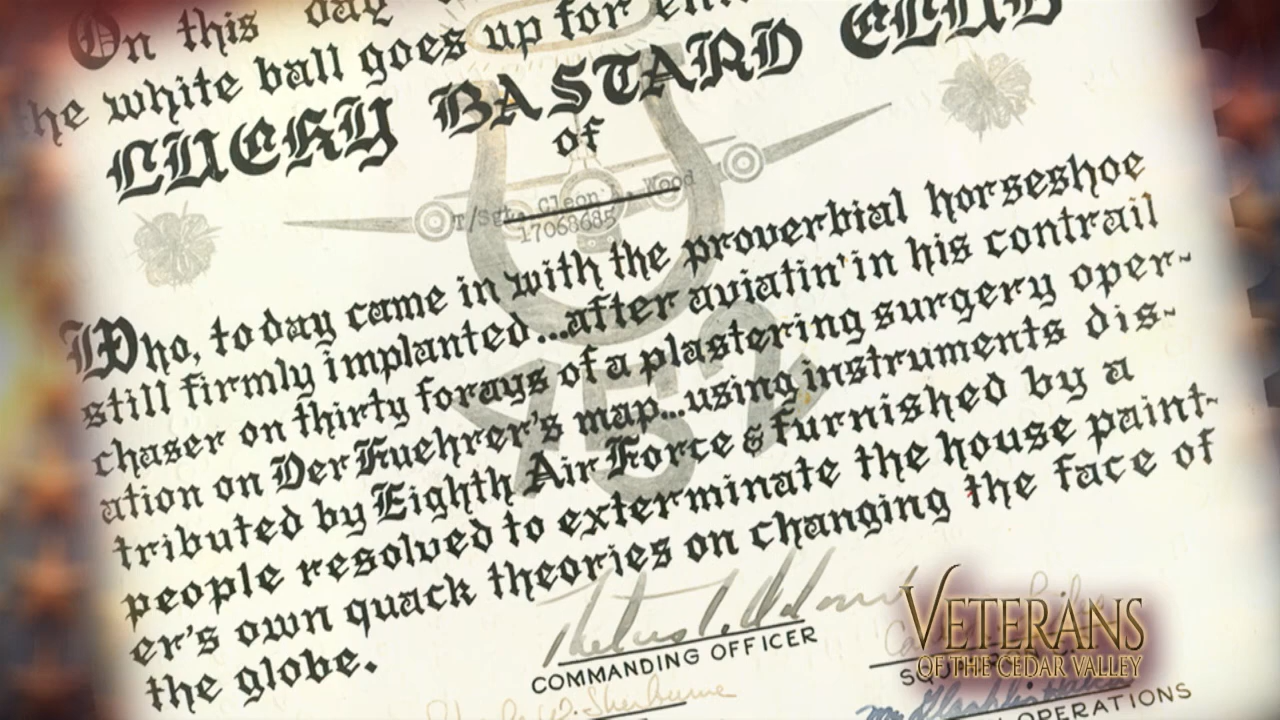 On this day
the white ball goes up for
LUCKY BASTARD CLUB
of
T/Sgt. Cleon L. Wood
17068685
Who, today came in with the proverbial horseshoe
still firmly implanted...after aviatin' in his contrail
chaser on thirty forays of a plastering surgery oper-
ation on Der Fuehrer's map...using instruments dis-
tributed by Eighth Air Force & furnished by a
people resolved to exterminate the house paint-
er's own quack theories on changing the face of
the globe.
752
COMMANDING OFFICER
OPERATIONS
VETERANS
OF THE CEDAR VALLEY